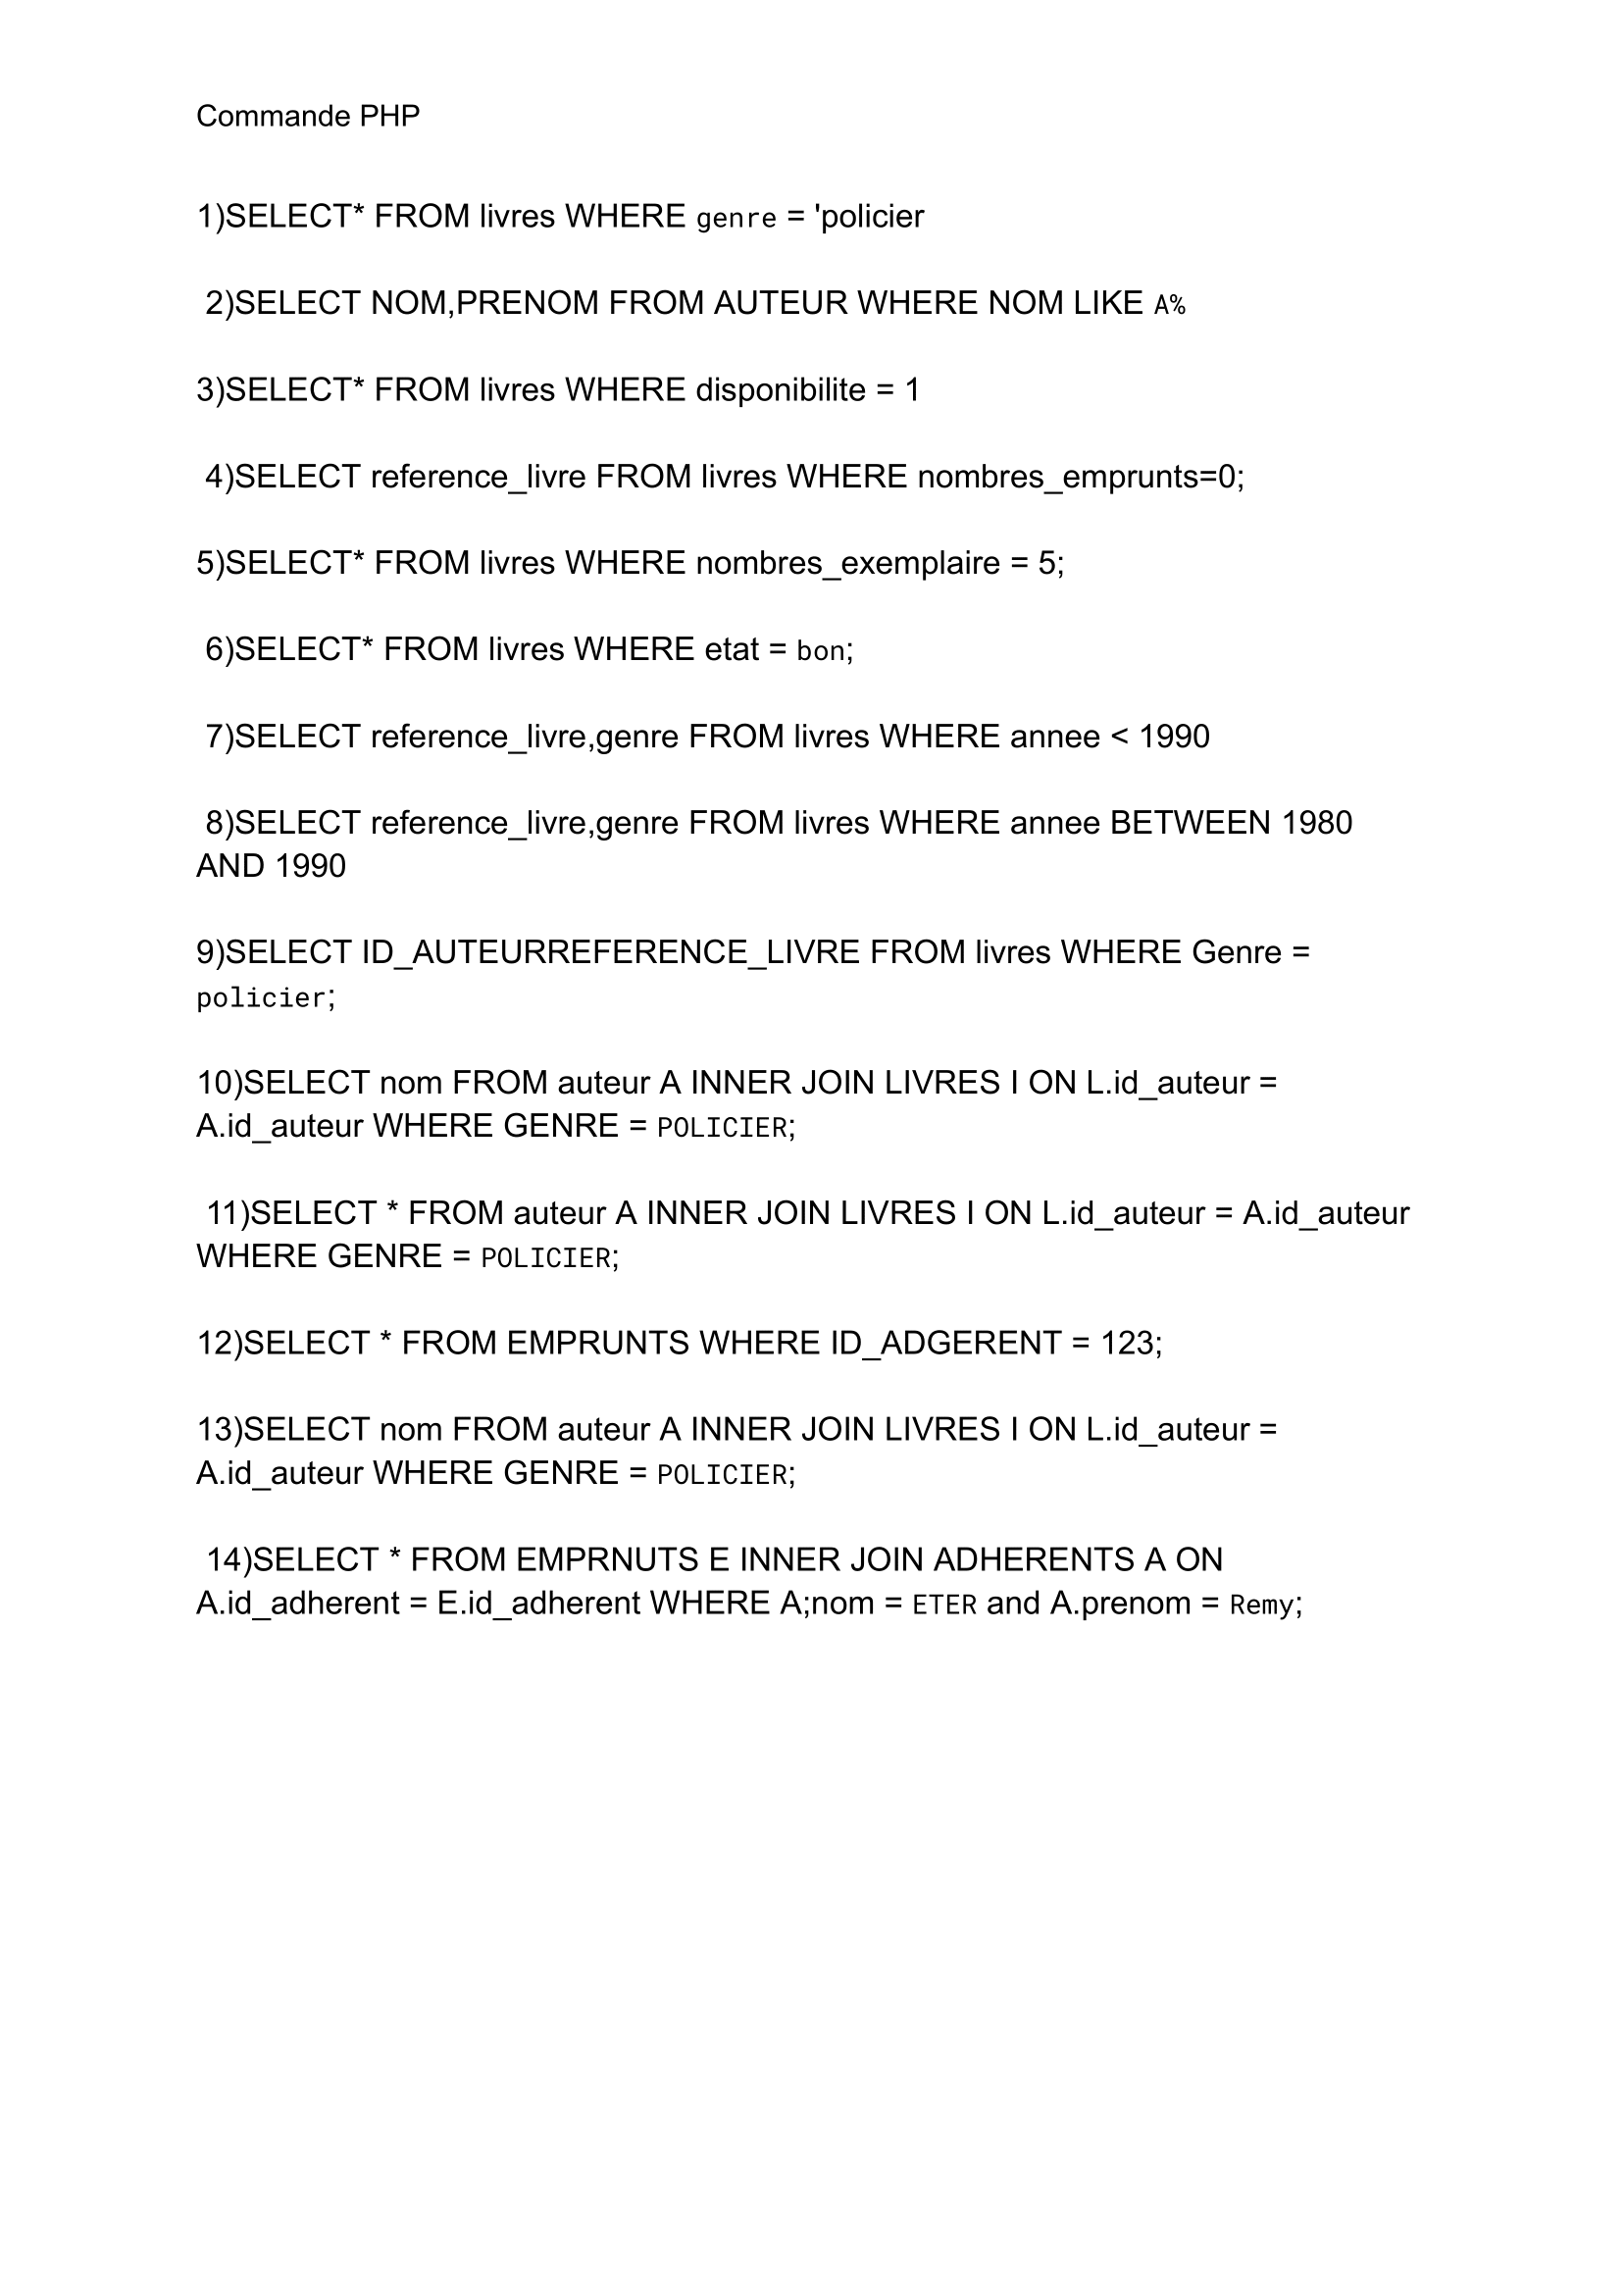 Commande PHP
1)SELECT* FROM livres WHERE genre = 'policier
2)SELECT NOM,PRENOM FROM AUTEUR WHERE NOM LIKE A%
3)SELECT* FROM livres WHERE disponibilite = 1
4)SELECT reference_livre FROM livres WHERE nombres_emprunts=0;
5)SELECT* FROM livres WHERE nombres_exemplaire = 5;
6)SELECT* FROM livres WHERE etat = bon;
7)SELECT reference_livre,genre FROM livres WHERE annee < 1990
8)SELECT reference_livre,genre FROM livres WHERE annee BETWEEN 1980
AND 1990
9)SELECT ID_AUTEURREFERENCE_LIVRE FROM livres WHERE Genre =
policier;
10)SELECT nom FROM auteur A INNER JOIN LIVRES I ON L.id_auteur =
A.id_auteur WHERE GENRE = POLICIER;
11)SELECT * FROM auteur A INNER JOIN LIVRES I ON L.id_auteur = A.id_auteur
WHERE GENRE = POLICIER;
12)SELECT * FROM EMPRUNTS WHERE ID_ADGERENT = 123;
13)SELECT nom FROM auteur A INNER JOIN LIVRES I ON L.id_auteur =
A.id_auteur WHERE GENRE = POLICIER;
14)SELECT * FROM EMPRNUTS E INNER JOIN ADHERENTS A ON
A.id_adherent = E.id_adherent WHERE A;nom = ETER and A.prenom = Remy;